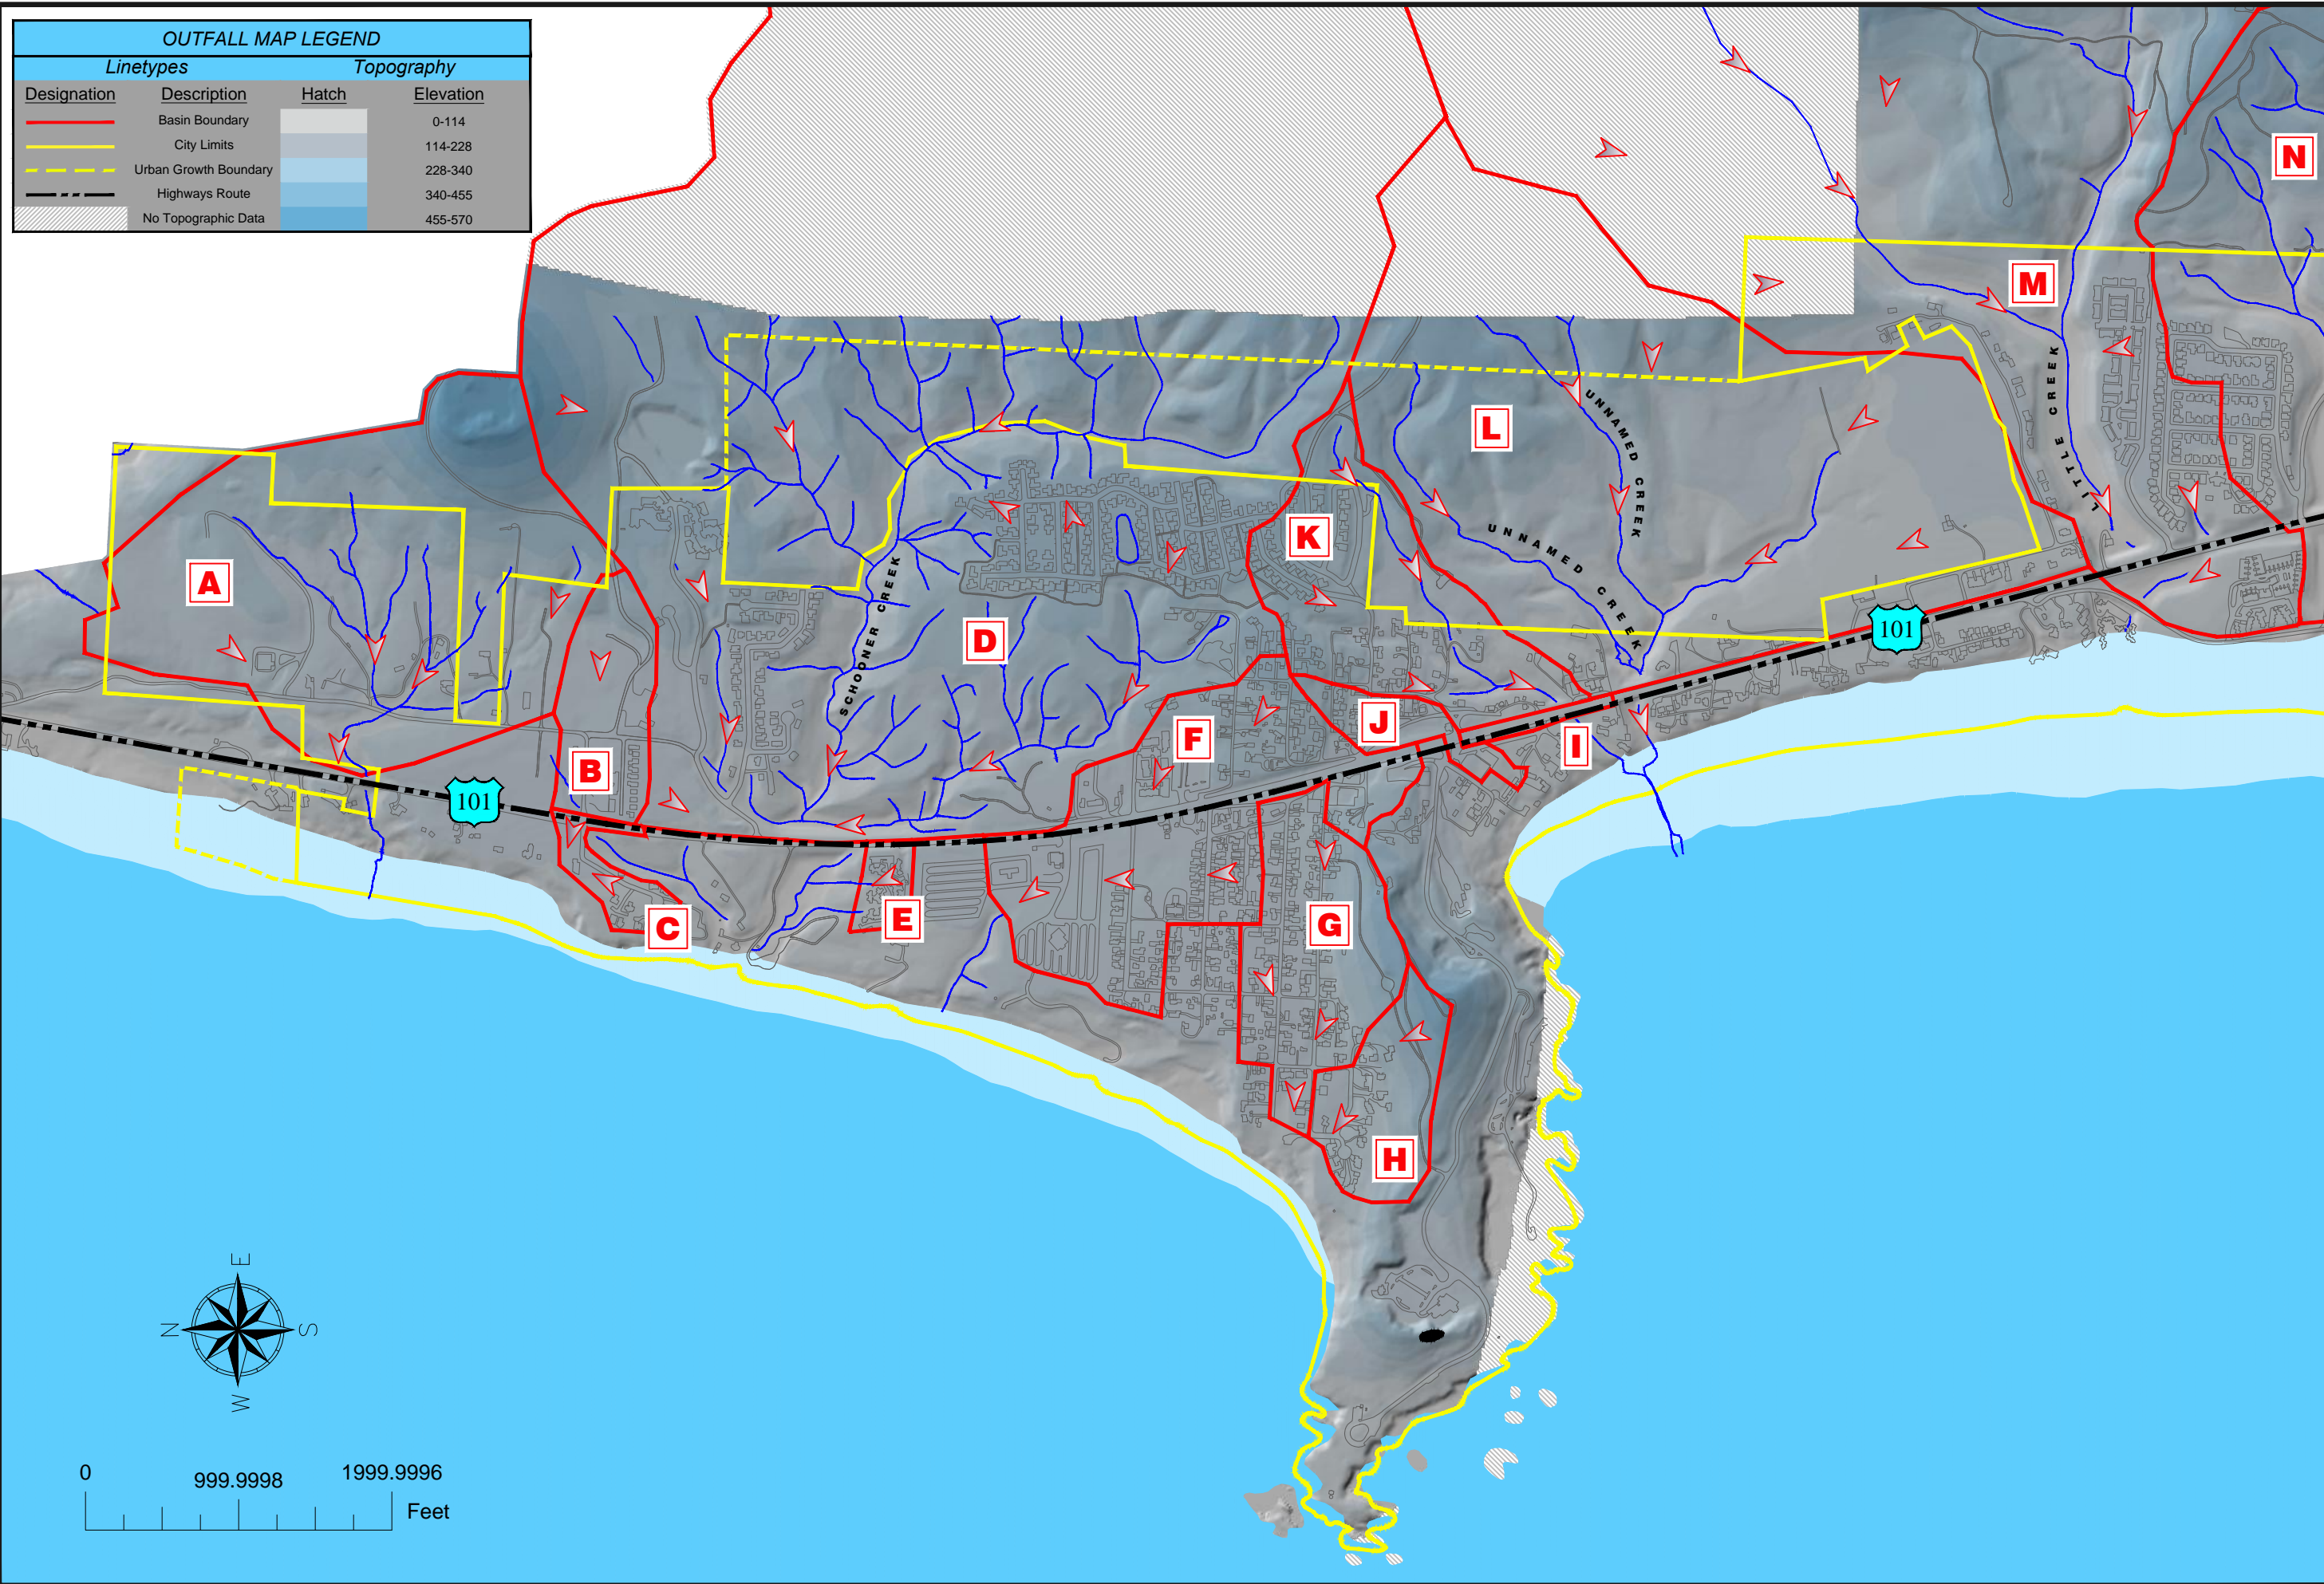 OUTFALL MAP LEGEND
Linetypes Topography
Designation Description Hatch Elevation
Basin Boundary 0-114
City Limits 114-228
Urban Growth Boundary 228-340
Highways Route 340-455
No Topographic Data 455-570
N
M
L
UNNAMED CREEK
LITTLE CREEK
K
UNNAMED CREEK
A
SCHOONER CREEK
D
101
J
F
I
B
101
G
E
C
H
E
N
S
W
0 999.9998 1999.9996
Feet